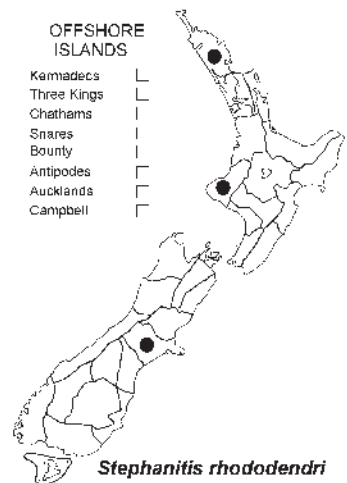 OFFSHORE
ISLANDS
Kermadecs
Three Kings
Chathams
Snares
Bounty
Antipodes
Aucklands
Campbell
Stephanitis rhododendri